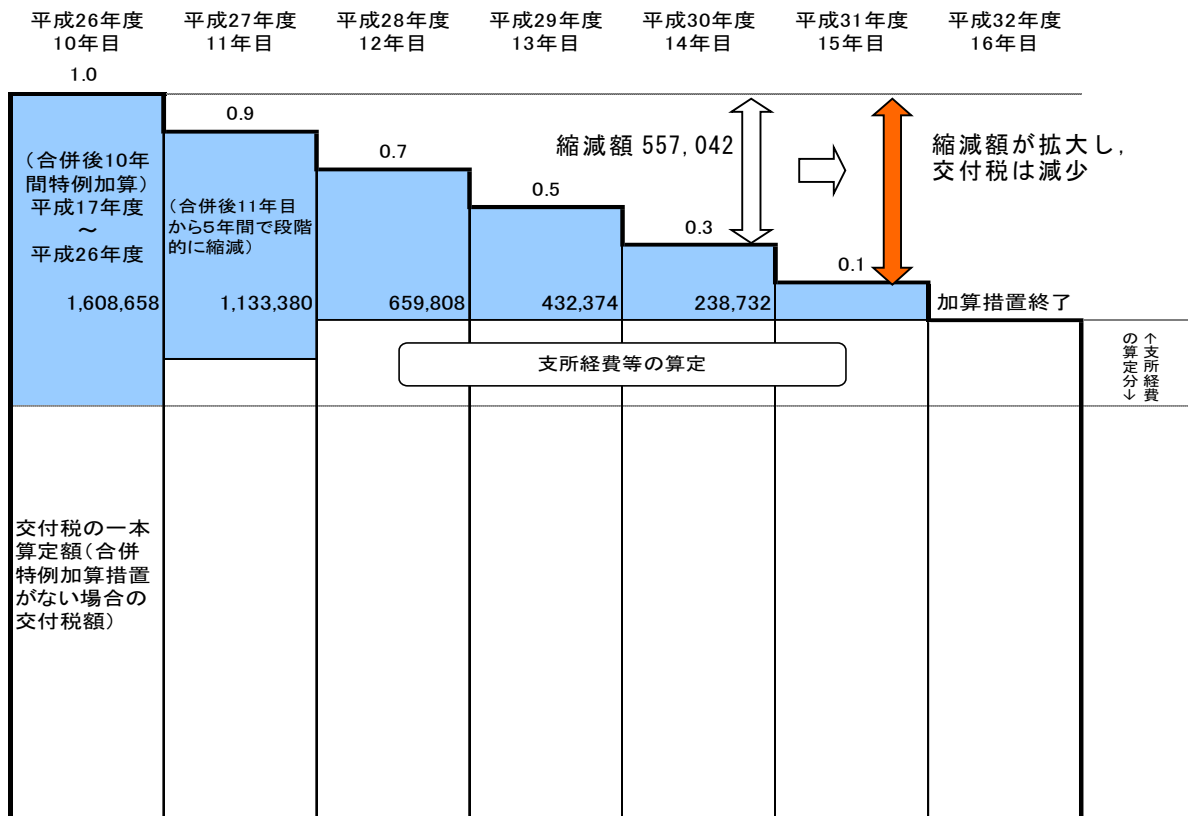 平成26年度
10年目
平成27年度
11年目
平成28年度
12年目
平成29年度
13年目
平成30年度
14年目
平成31年度
15年目
平成32年度
16年目
1.0
0.9
0.7
0.5
0.3
0.1
縮減額 557,042
縮減額が拡大し,
交付税は減少
(合併後10年
間特例加算)
平成17年度
～
平成26年度
(合併後11年目
から5年間で段階
的に縮減)
1,608,658
1,133,380
659,808
432,374
238,732
加算措置終了
支所経費等の算定
↑支所経費
の算定分↓
交付税の一本
算定額(合併
特例加算措置
がない場合の
交付税額)